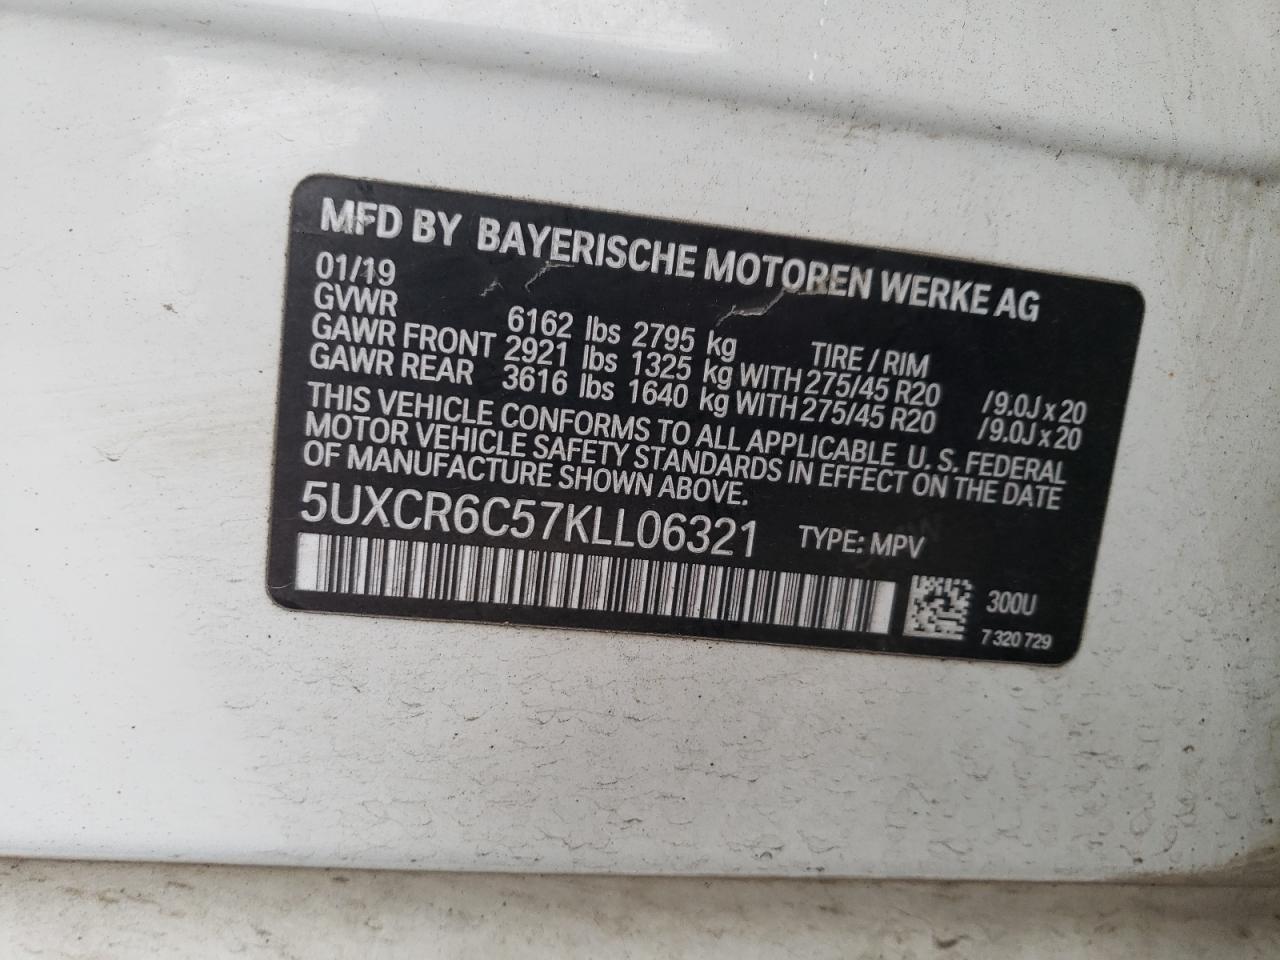 MFD BY BAYERISCHE MOTOREN WERKE AG
01/19
GVWR 6162 lbs 2795 kg TIRE / RIM
GAWR FRONT 2921 lbs 1325 kg WITH 275/45 R20 /9.0J x 20
GAWR REAR 3616 lbs 1640 kg WITH 275/45 R20 /9.0J x 20
THIS VEHICLE CONFORMS TO ALL APPLICABLE U. S. FEDERAL
MOTOR VEHICLE SAFETY STANDARDS IN EFFECT ON THE DATE
OF MANUFACTURE SHOWN ABOVE.
5UXCR6C57KLL06321 TYPE: MPV
300U
7 320 729